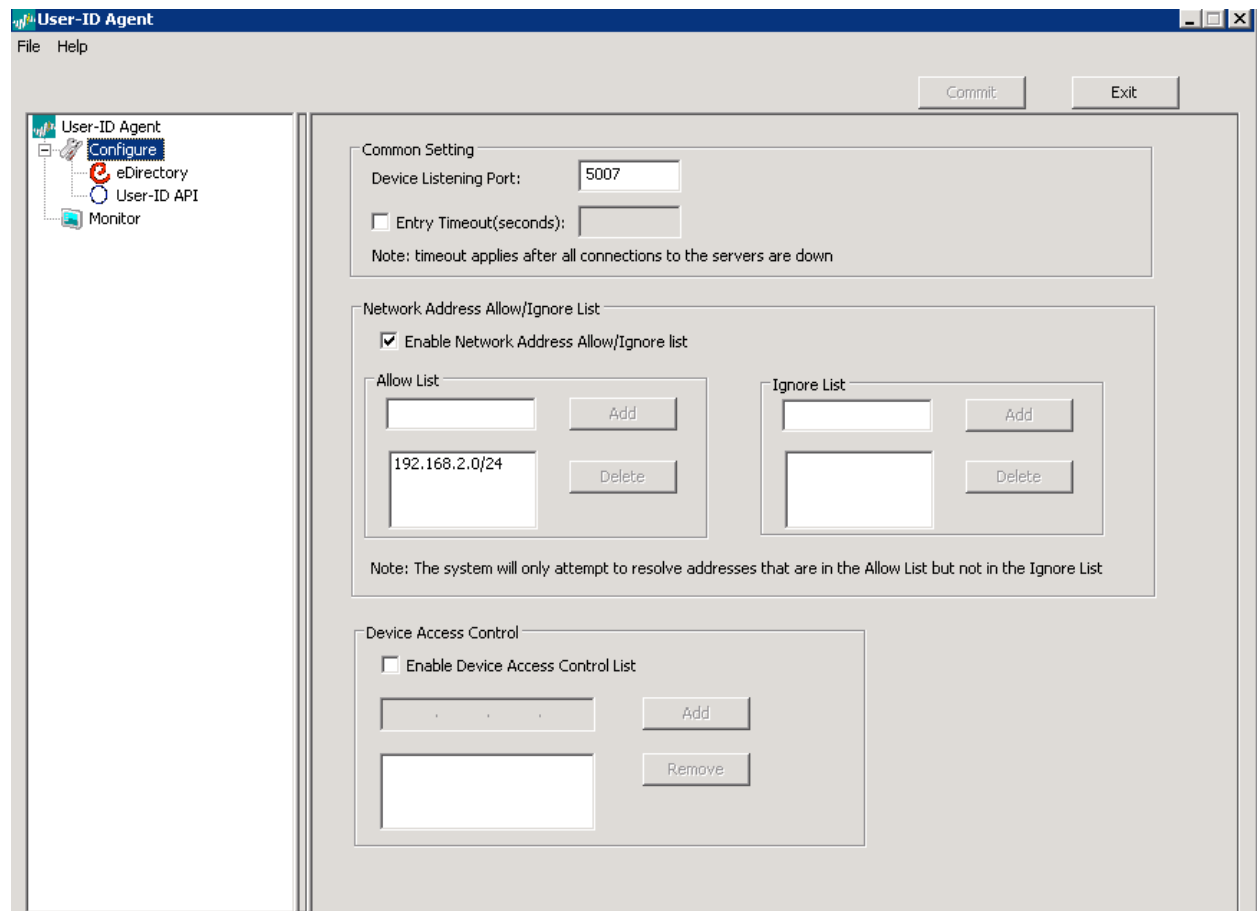 User-ID Agent
File Help
Commit Exit
User-ID Agent
Configure
eDirectory
User-ID API
Monitor
Common Setting
Device Listening Port: 5007
Entry Timeout(seconds):
Note: timeout applies after all connections to the servers are down
Network Address Allow/Ignore List
Enable Network Address Allow/Ignore list
Allow List
Add
192.168.2.0/24
Delete
Ignore List
Add
Delete
Note: The system will only attempt to resolve addresses that are in the Allow List but not in the Ignore List
Device Access Control
Enable Device Access Control List
. . . Add
Remove